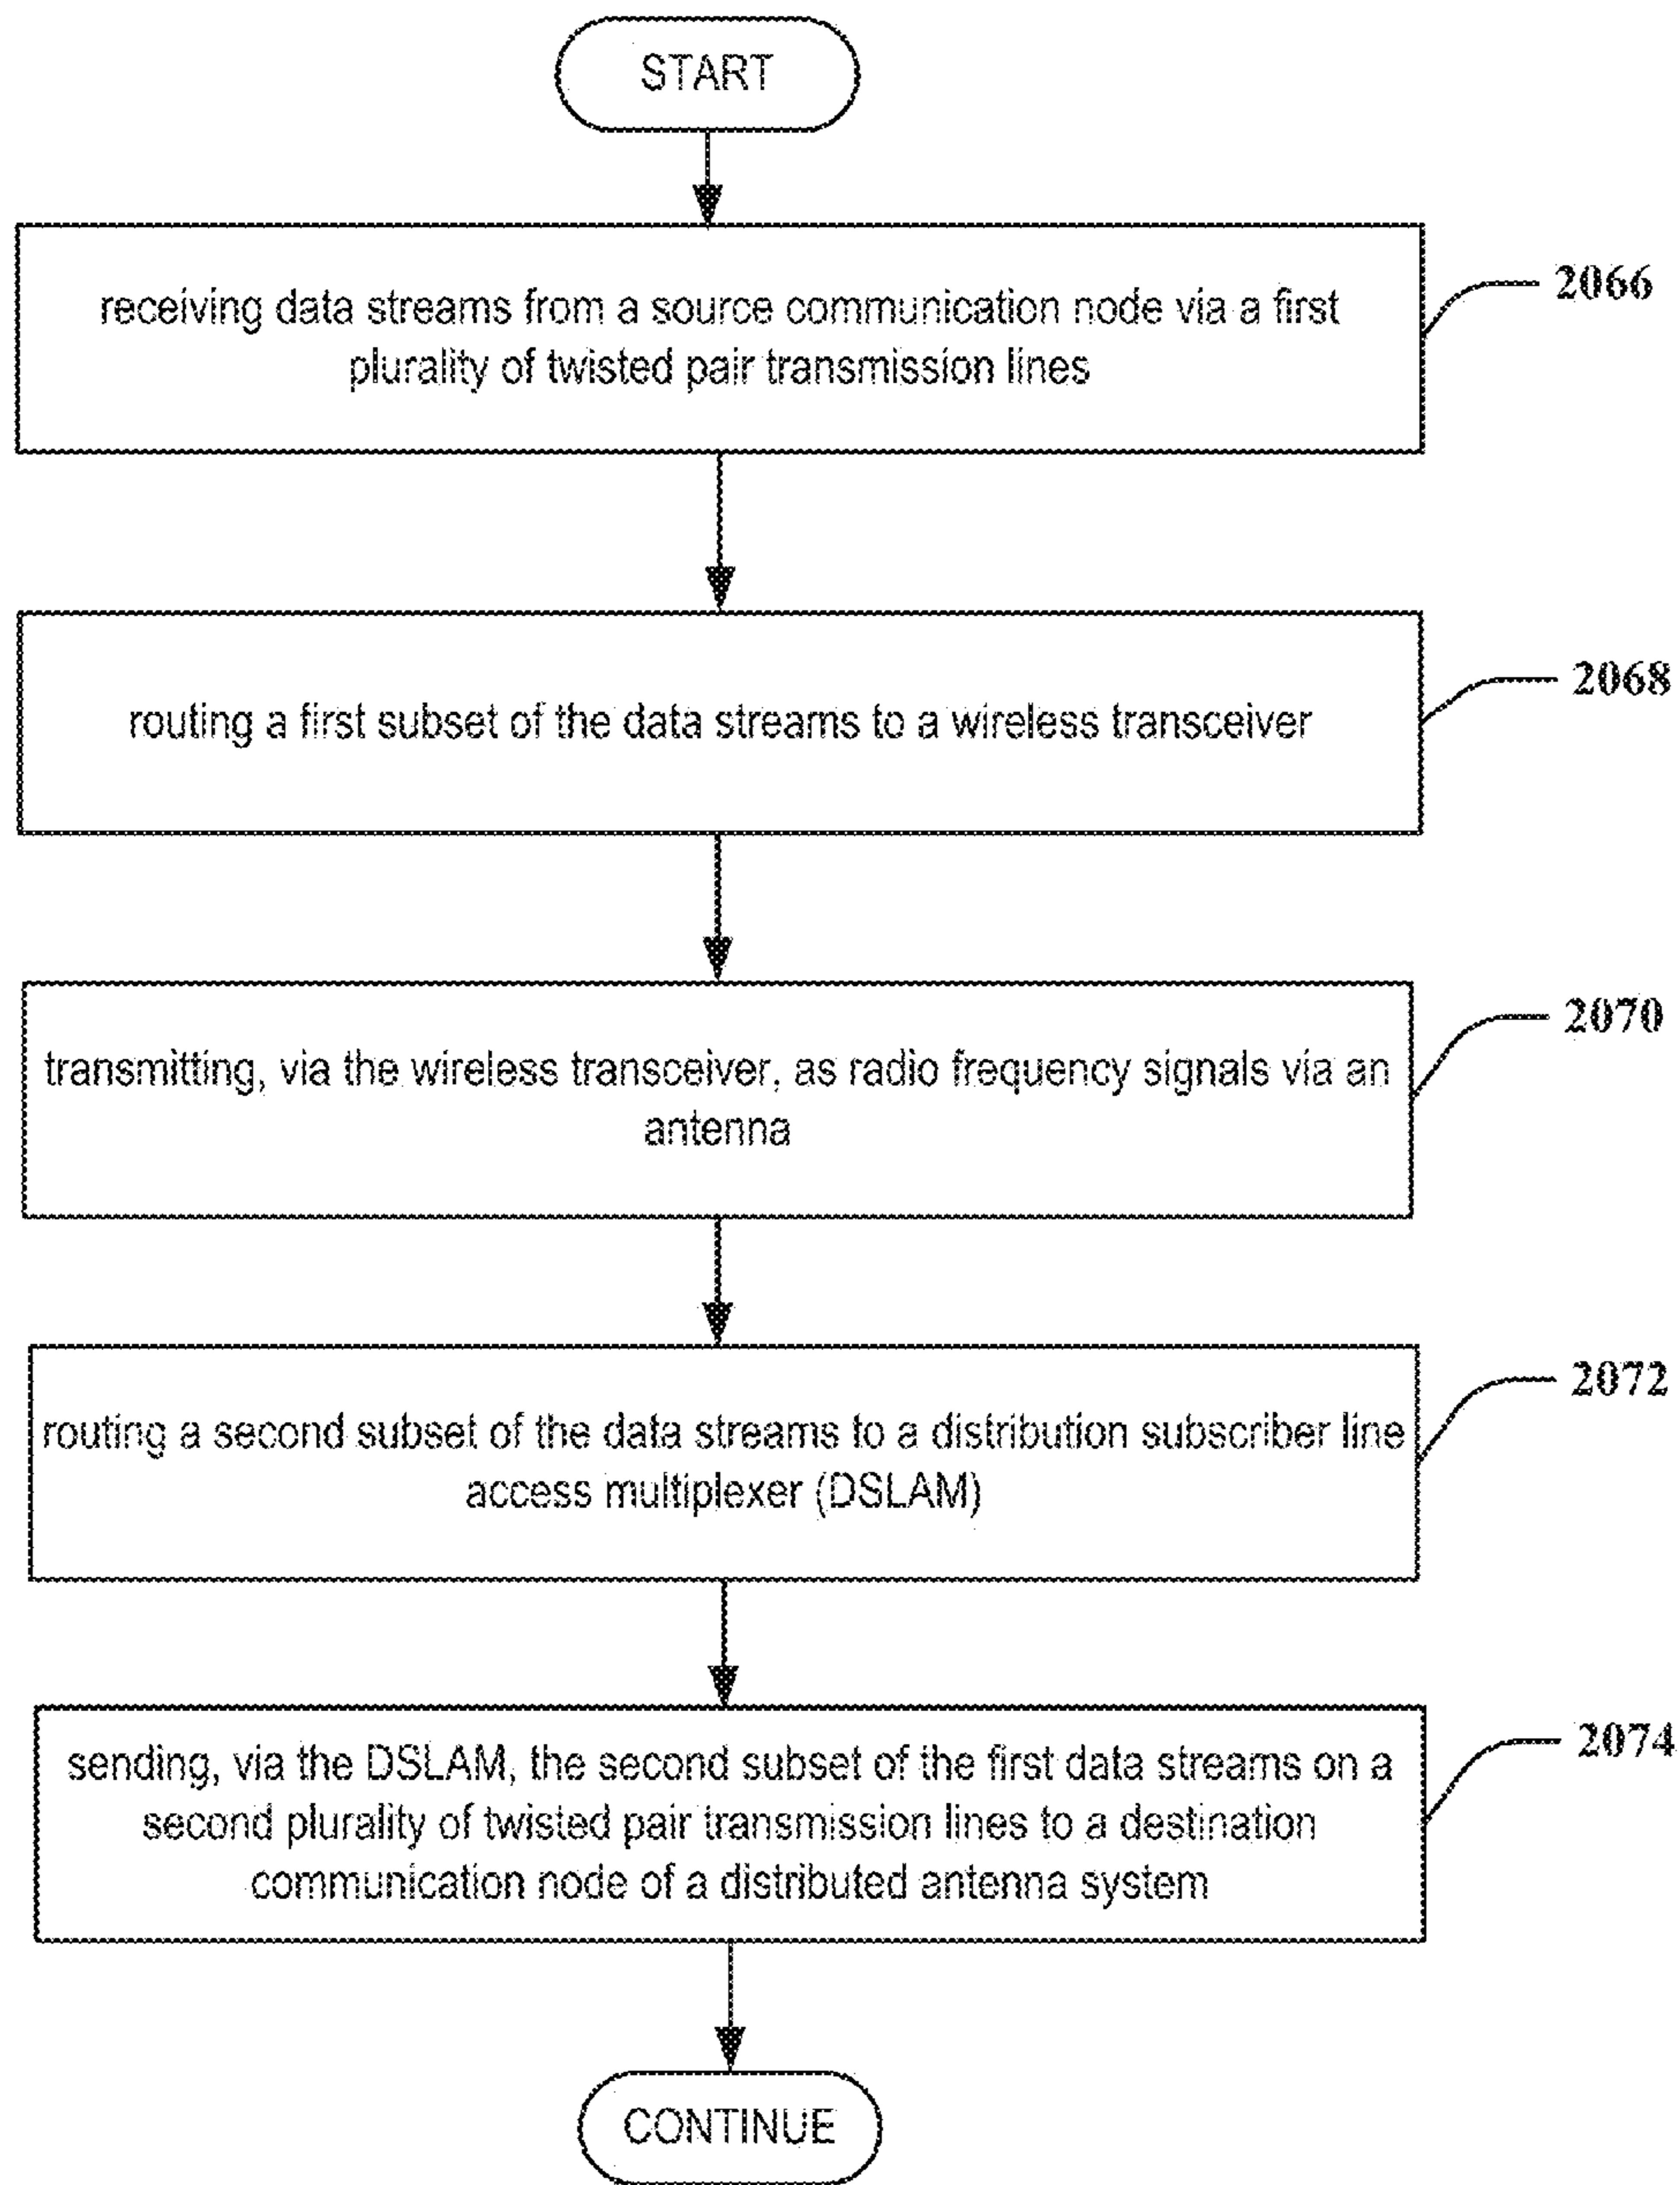 START
receiving data streams from a source communication node via a first
plurality of twisted pair transmission lines
2066
routing a first subset of the data streams to a wireless transceiver
2068
transmitting, via the wireless transceiver, as radio frequency signals via an
antenna
2070
routing a second subset of the data streams to a distribution subscriber line
access multiplexer (DSLAM)
2072
sending, via the DSLAM, the second subset of the first data streams on a
second plurality of twisted pair transmission lines to a destination
communication node of a distributed antenna system
2074
CONTINUE